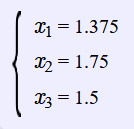 x₁ = 1.375
x₂ = 1.75
x₃ = 1.5